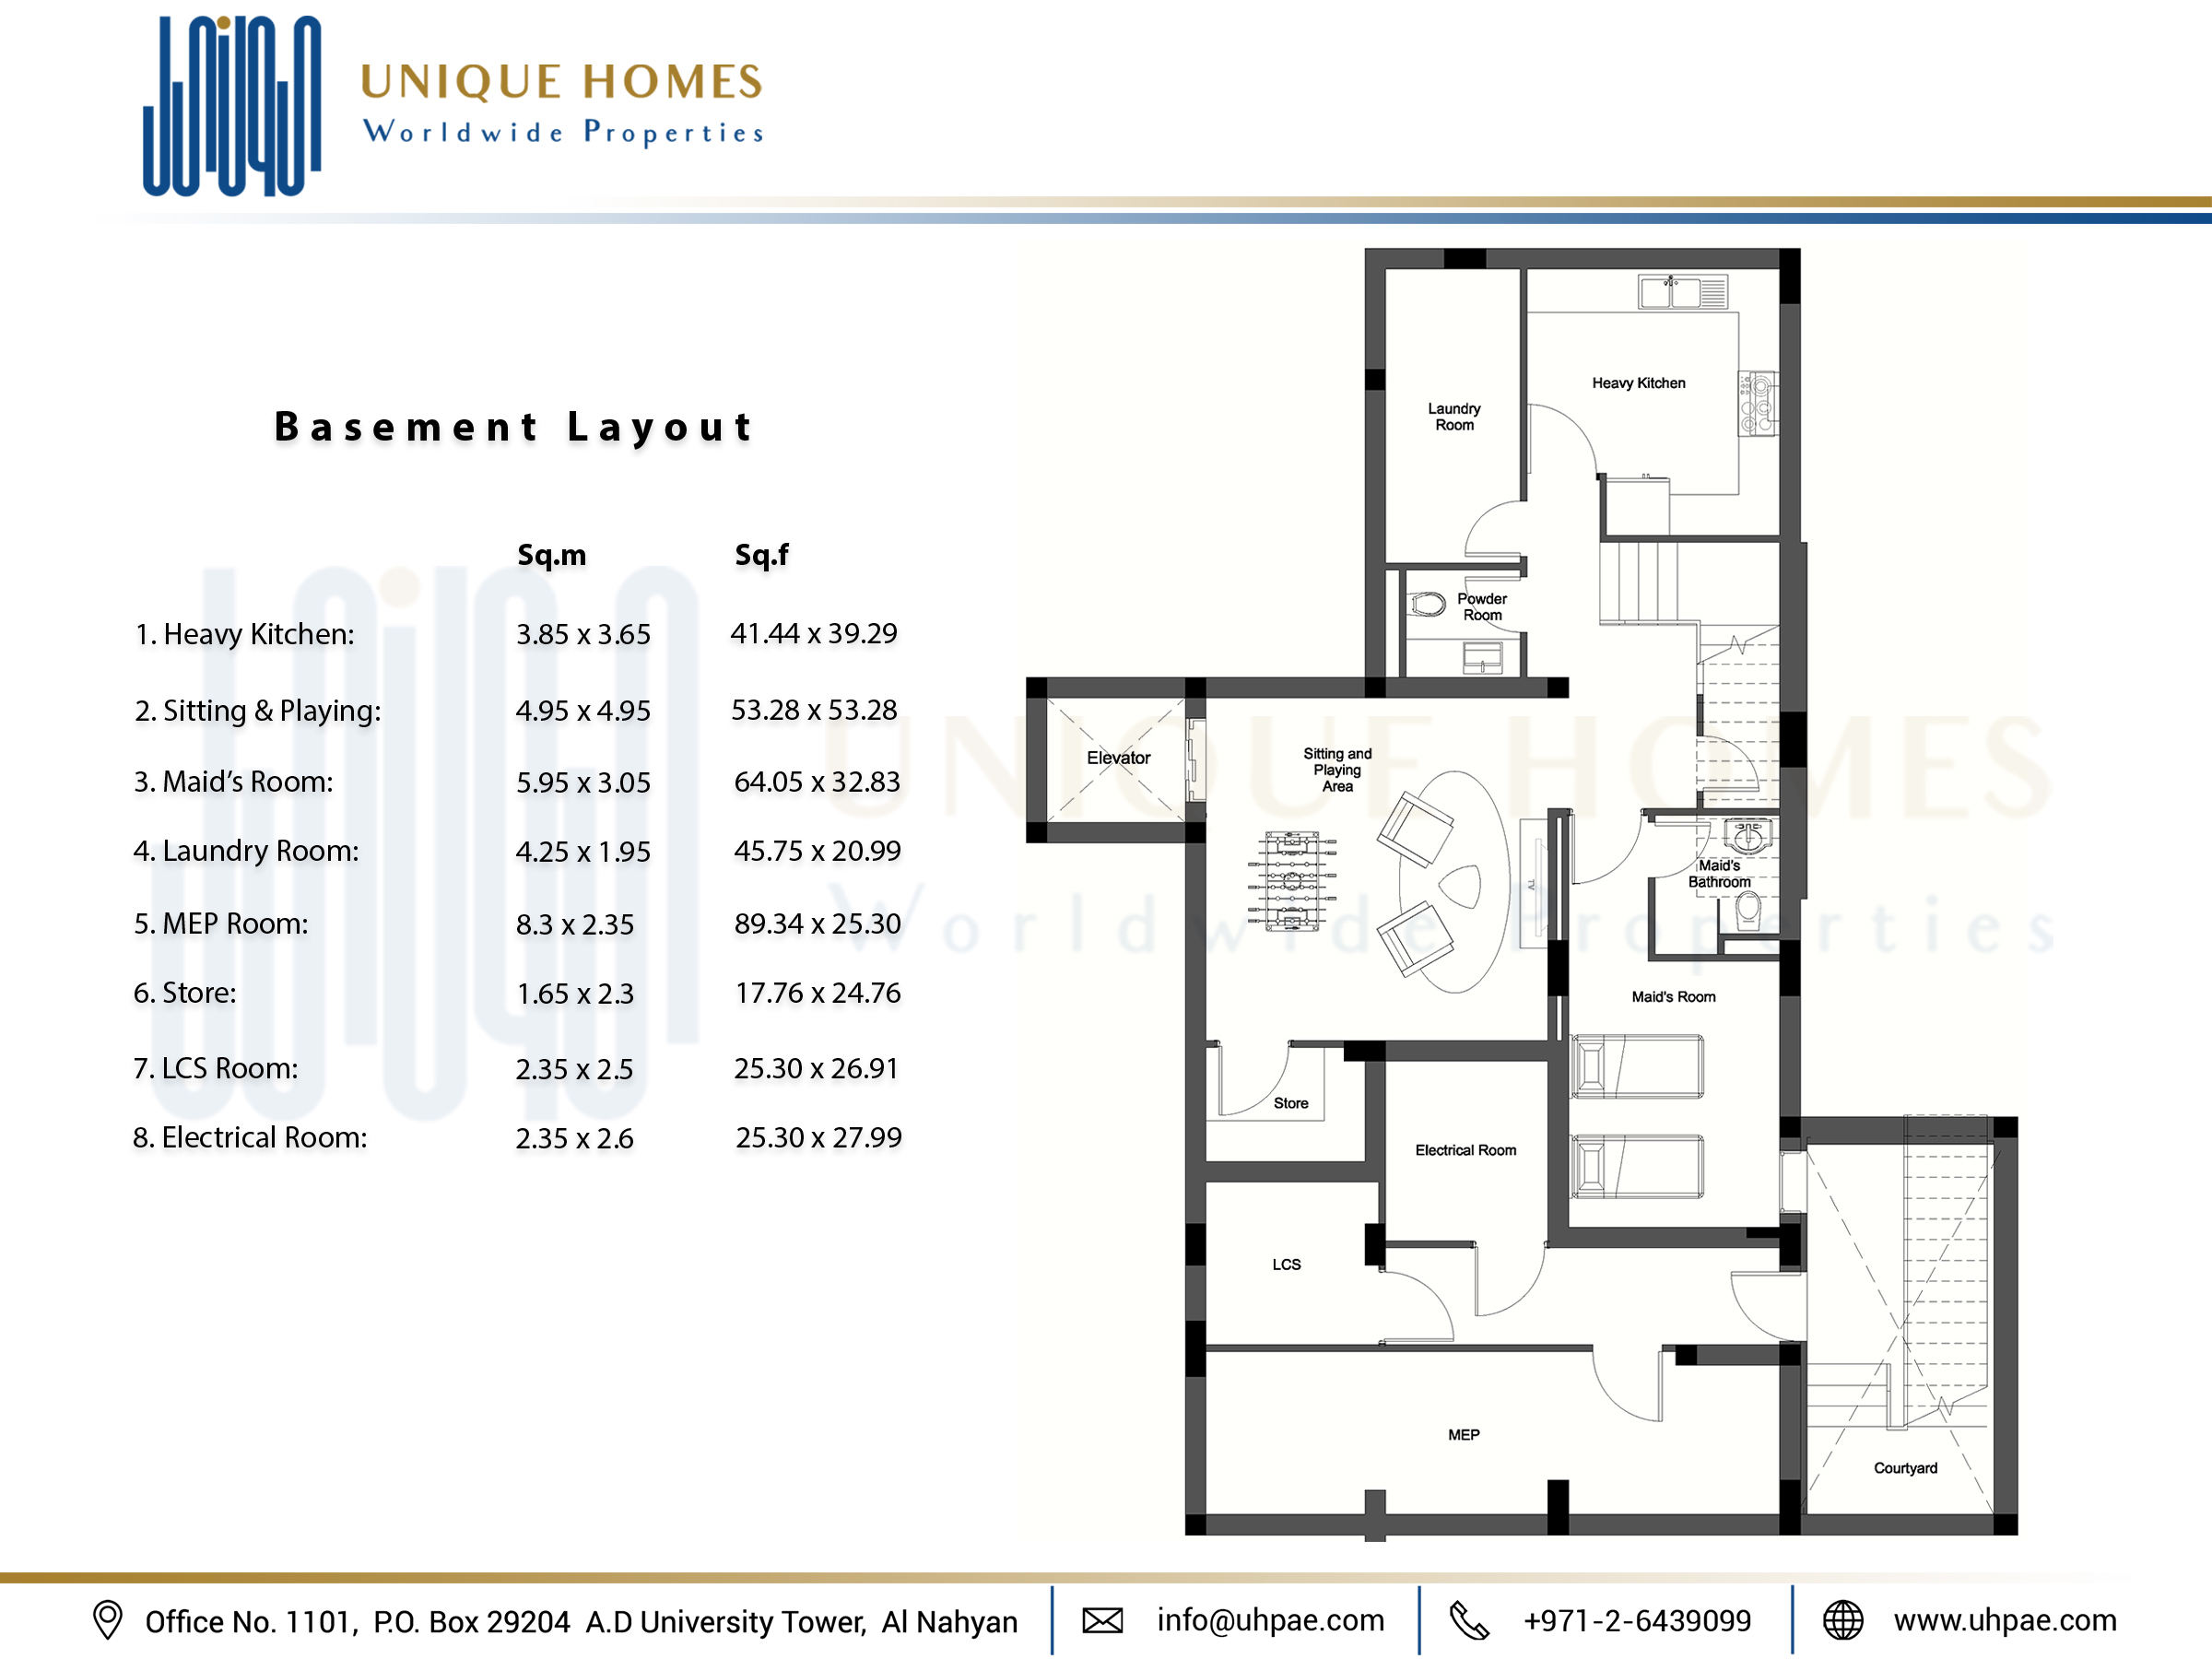 UNIQUE HOMES
Worldwide Properties
Basement Layout
Sq.m Sq.f
1. Heavy Kitchen: 3.85 x 3.65 41.44 x 39.29
2. Sitting & Playing: 4.95 x 4.95 53.28 x 53.28
3. Maid’s Room: 5.95 x 3.05 64.05 x 32.83
4. Laundry Room: 4.25 x 1.95 45.75 x 20.99
5. MEP Room: 8.3 x 2.35 89.34 x 25.30
6. Store: 1.65 x 2.3 17.76 x 24.76
7. LCS Room: 2.35 x 2.5 25.30 x 26.91
8. Electrical Room: 2.35 x 2.6 25.30 x 27.99
Heavy Kitchen
Laundry
Room
Powder
Room
Elevator
Sitting and
Playing
Area
TV
Maid's
Bathroom
Maid's Room
Store
Electrical Room
LCS
MEP
Courtyard
UNIQUE HOMES
Worldwide Properties
Office No. 1101, P.O. Box 29204 A.D University Tower, Al Nahyan
info@uhpae.com
+971-2-6439099
www.uhpae.com